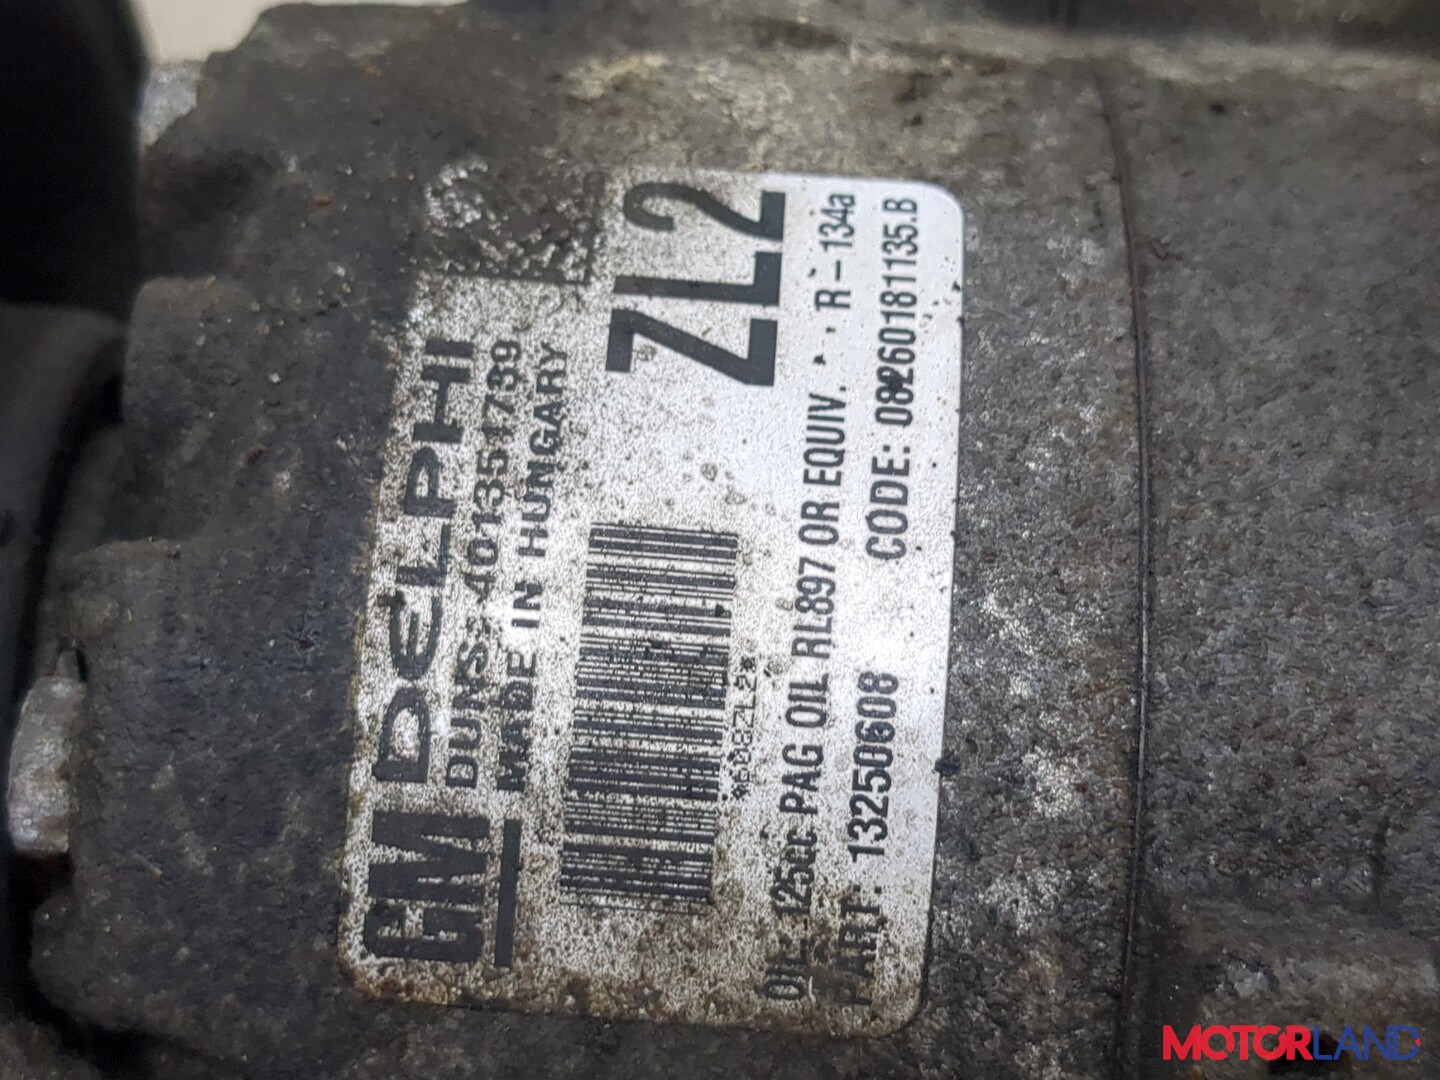 GM DELPHI
DUNS: 401351739
MADE IN HUNGARY
ZL2
OIL: 125cc PAG OIL RL897 OR EQUIV. R-134a
PART: 13250608 CODE: 08260181135.B
MOTORLAND